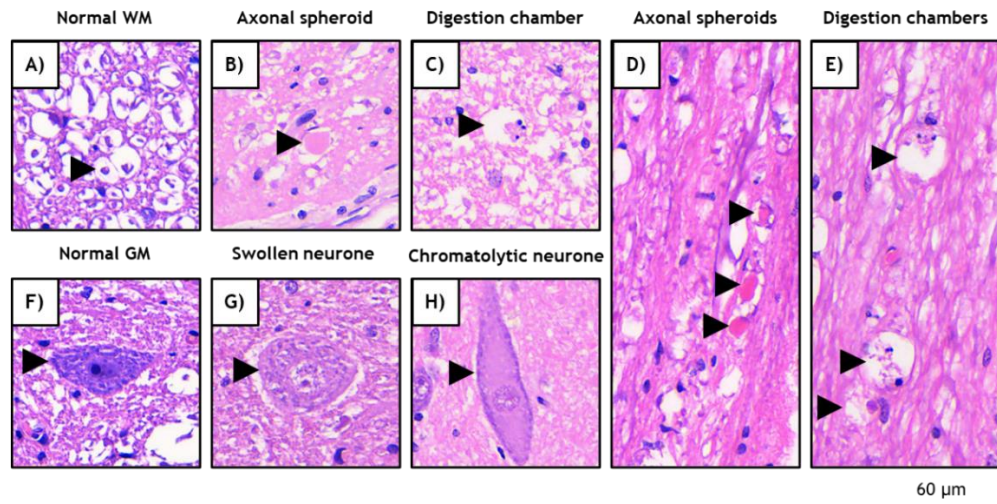 Normal WM
Axonal spheroid
Digestion chamber
Axonal spheroids
Digestion chambers
A)
B)
C)
D)
E)
Normal GM
Swollen neurone
Chromatolytic neurone
F)
G)
H)
60 µm